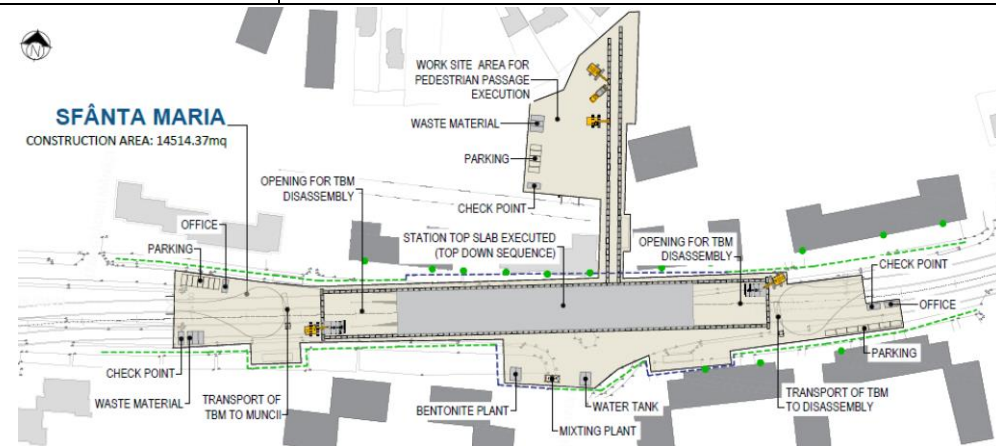 N
WORK SITE AREA FOR
PEDESTRIAN PASSAGE
EXECUTION
WASTE MATERIAL
PARKING
CHECK POINT
SFÂNTA MARIA
CONSTRUCTION AREA: 14514.37mq
OPENING FOR TBM
DISASSEMBLY
OFFICE
PARKING
STATION TOP SLAB EXECUTED
(TOP DOWN SEQUENCE)
OPENING FOR TBM
DISASSEMBLY
CHECK POINT
OFFICE
PARKING
CHECK POINT
WASTE MATERIAL
TRANSPORT OF
TBM TO MUNCII
BENTONITE PLANT
MIXTING PLANT
WATER TANK
TRANSPORT OF TBM
TO DISASSEMBLY